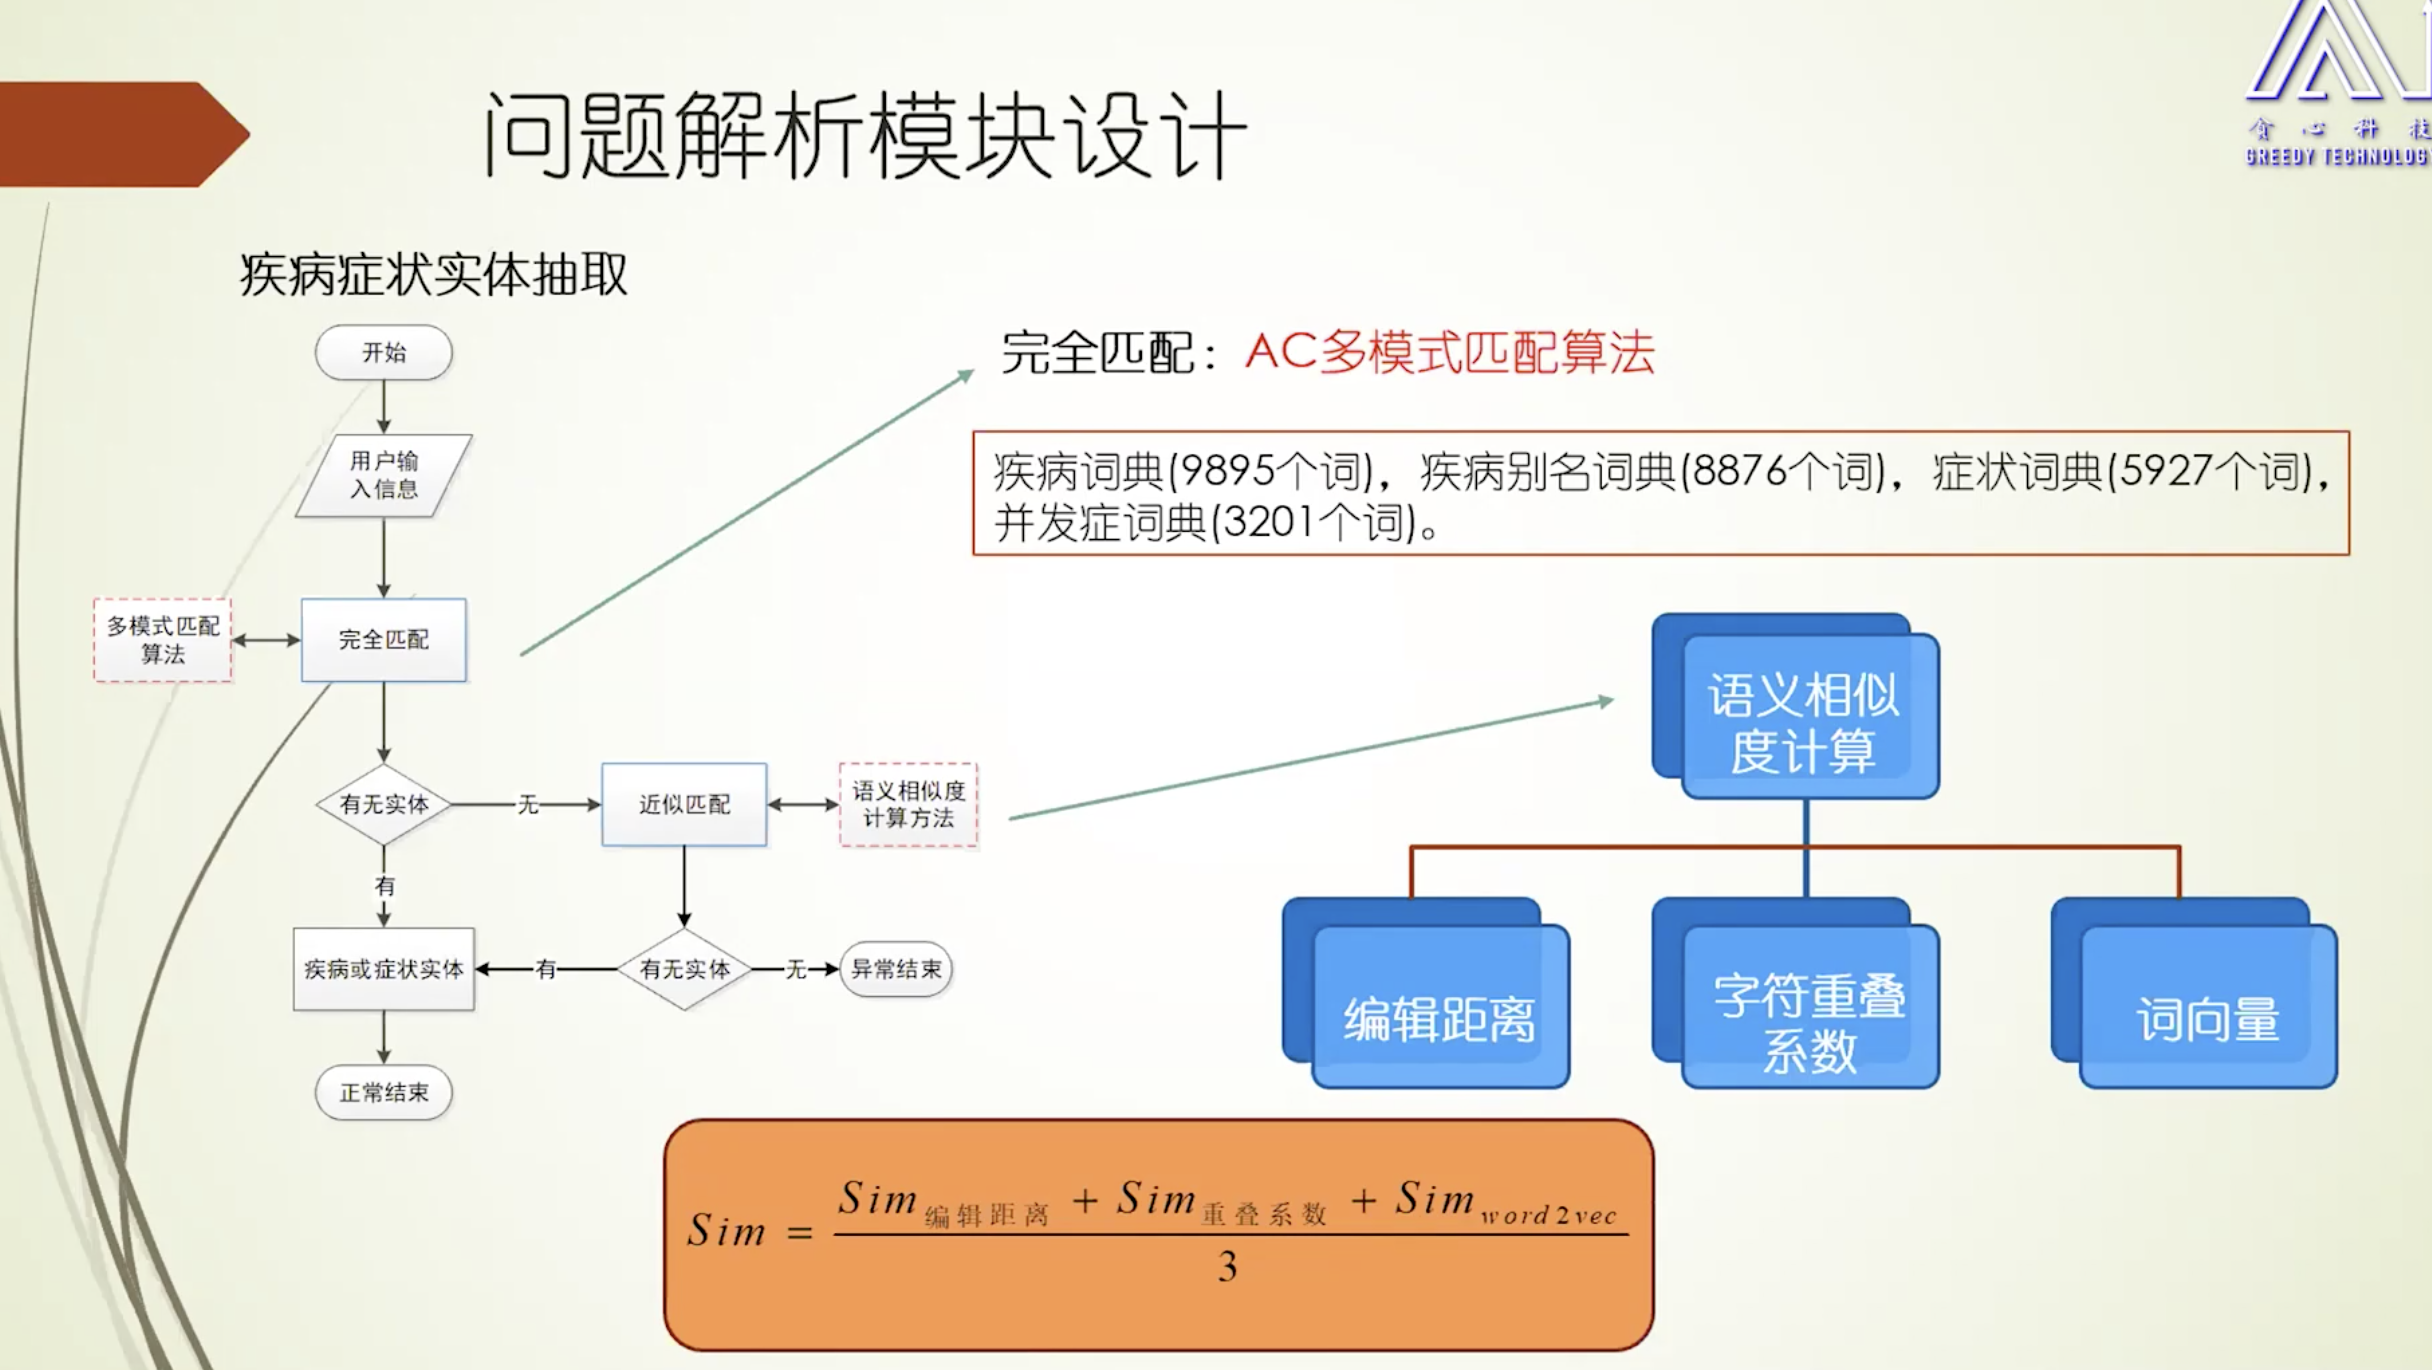 问题解析模块设计
贪心科技
GREEDY TECHNOLOGY
疾病症状实体抽取
开始
用户输
入信息
多模式匹配
算法
完全匹配
有无实体
无
近似匹配
语义相似度
计算方法
有
疾病或症状实体
有
有无实体
无
异常结束
正常结束
完全匹配：AC多模式匹配算法
疾病词典(9895个词)，疾病别名词典(8876个词)，症状词典(5927个词)，
并发症词典(3201个词)。
语义相似
度计算
编辑距离
字符重叠
系数
词向量
Sim = (Sim编辑距离 + Sim重叠系数 + Simword2vec) / 3